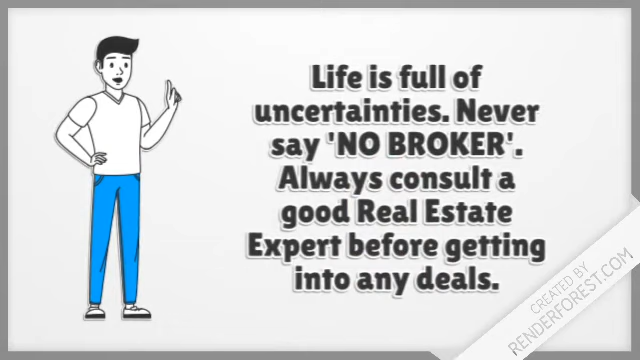 Life is full of
uncertainties. Never
say 'NO BROKER'.
Always consult a
good Real Estate
Expert before getting
into any deals.
CREATED BY
RENDERFOREST.COM